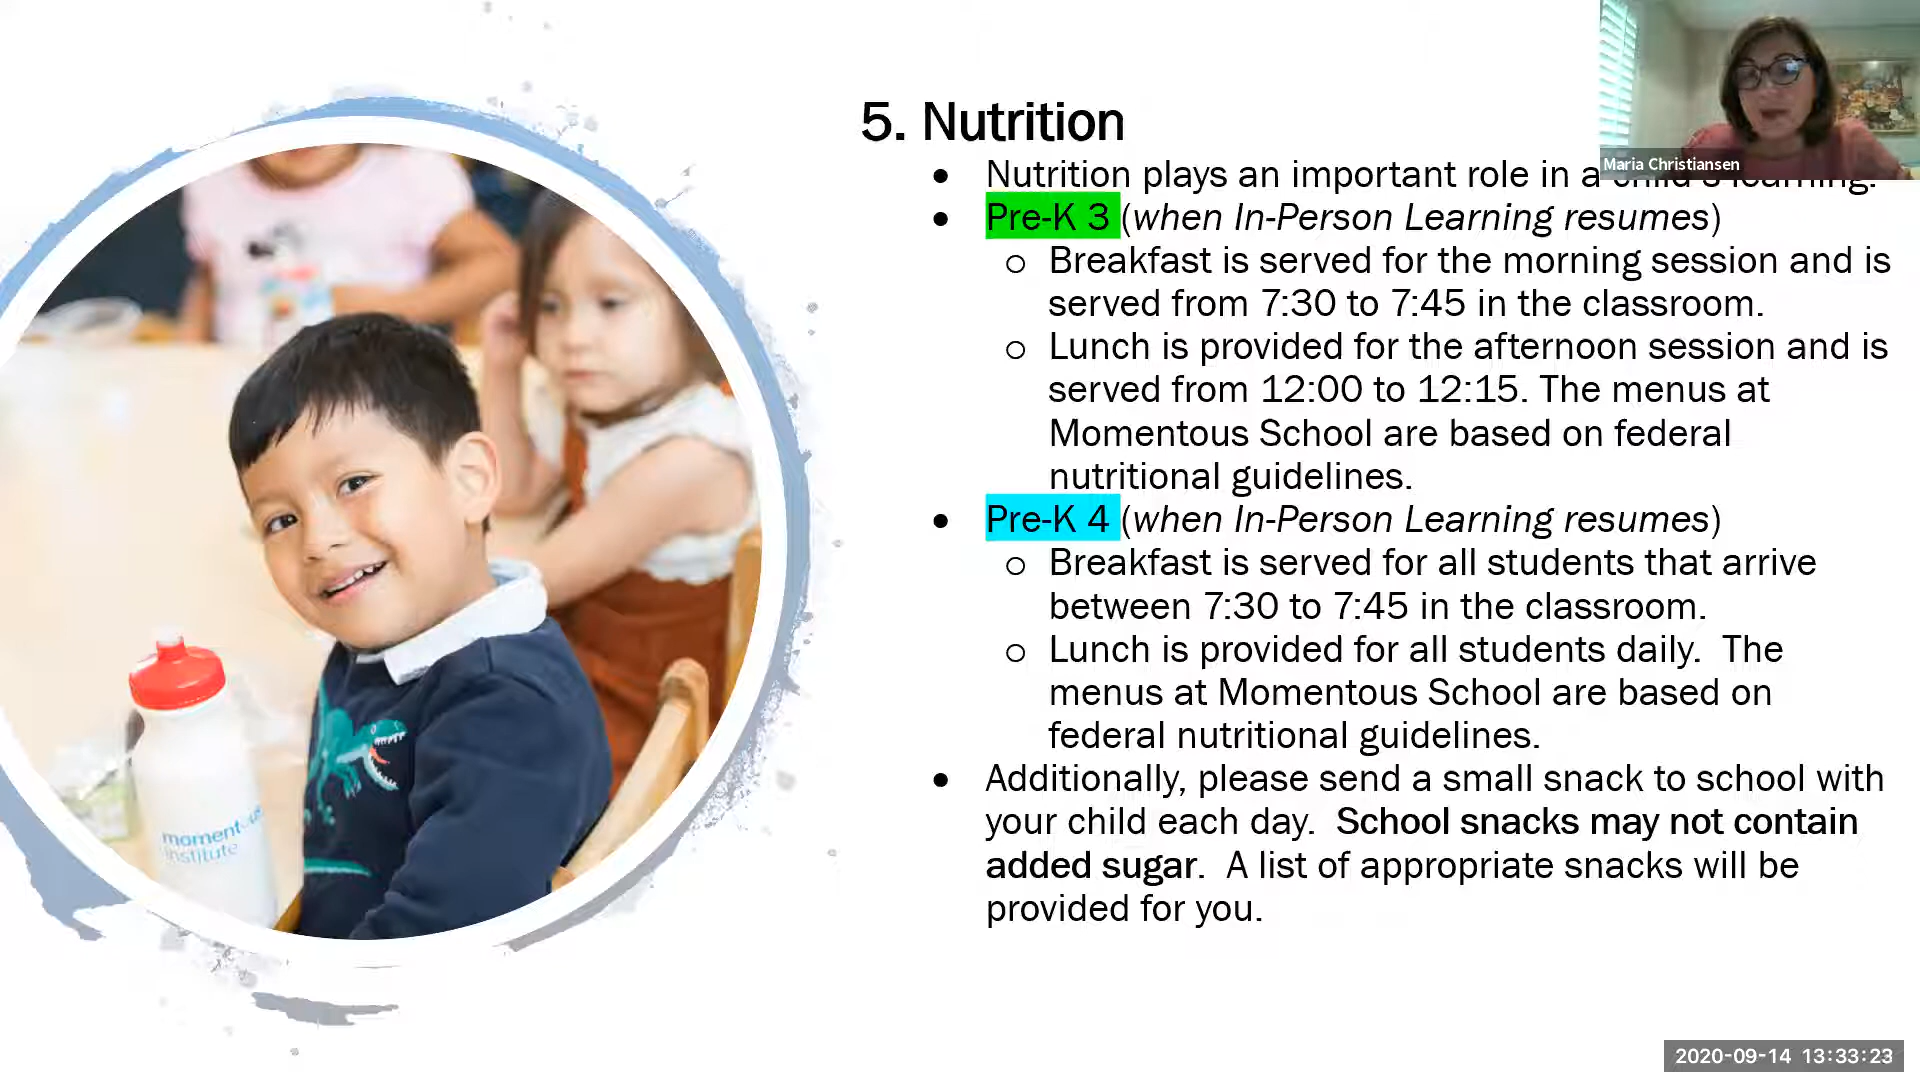 5. Nutrition
Maria Christiansen
• Nutrition plays an important role in a child's learning.
• Pre-K 3 (when In-Person Learning resumes)
o Breakfast is served for the morning session and is
served from 7:30 to 7:45 in the classroom.
o Lunch is provided for the afternoon session and is
served from 12:00 to 12:15. The menus at
Momentous School are based on federal
nutritional guidelines.
• Pre-K 4 (when In-Person Learning resumes)
o Breakfast is served for all students that arrive
between 7:30 to 7:45 in the classroom.
o Lunch is provided for all students daily.  The
menus at Momentous School are based on
federal nutritional guidelines.
• Additionally, please send a small snack to school with
your child each day.  School snacks may not contain
added sugar.  A list of appropriate snacks will be
provided for you.
institute
2020-09-14 13:33:23